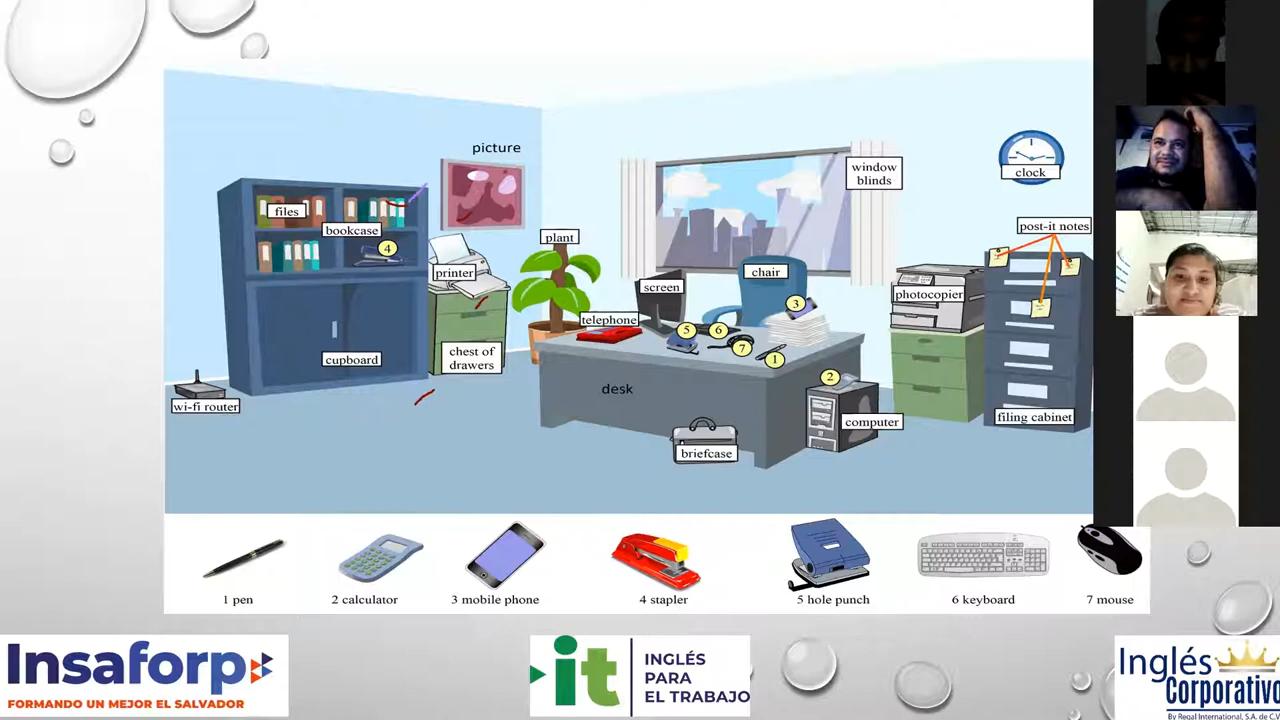 picture
window
blinds
clock
files
bookcase
4
plant
post-it notes
printer
screen
chair
photocopier
3
telephone
5
6
7
1
cupboard
chest of
drawers
desk
2
wi-fi router
computer
filing cabinet
briefcase
1 pen
2 calculator
3 mobile phone
4 stapler
5 hole punch
6 keyboard
7 mouse
Insaforp
FORMANDO UN MEJOR EL SALVADOR
it
INGLÉS
PARA
EL TRABAJO
Inglés
Corporativo
By Regal International, S.A. de C.V